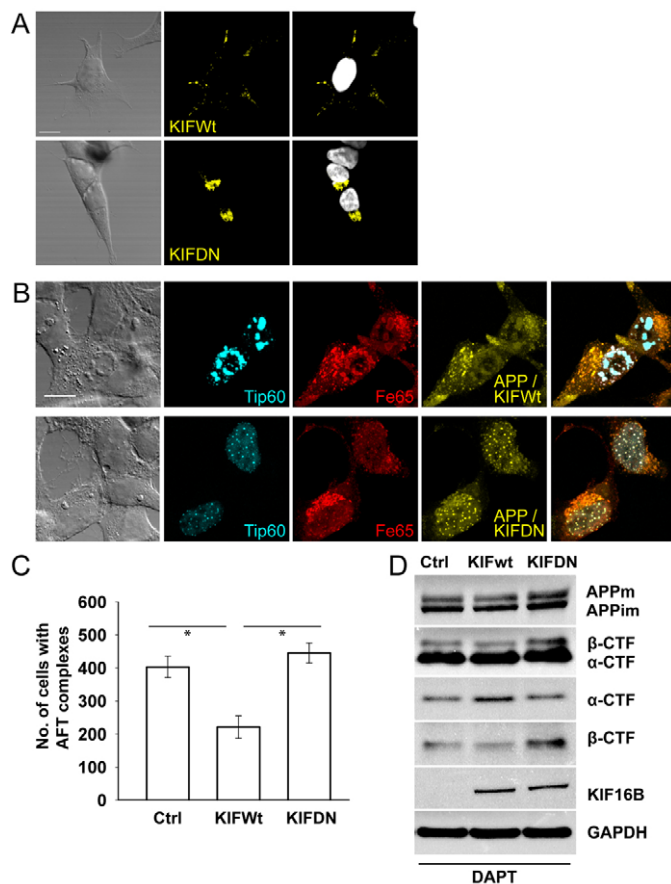 A
KIFWt
KIFDN
B
Tip60
Fe65
APP /
KIFWt
Tip60
Fe65
APP /
KIFDN
C
No. of cells with
AFT complexes
600
500
400
300
200
100
0
*
*
Ctrl
KIFWt
KIFDN
D
Ctrl KIFwt KIFDN
APPm
APPim
β-CTF
α-CTF
α-CTF
β-CTF
KIF16B
GAPDH
DAPT